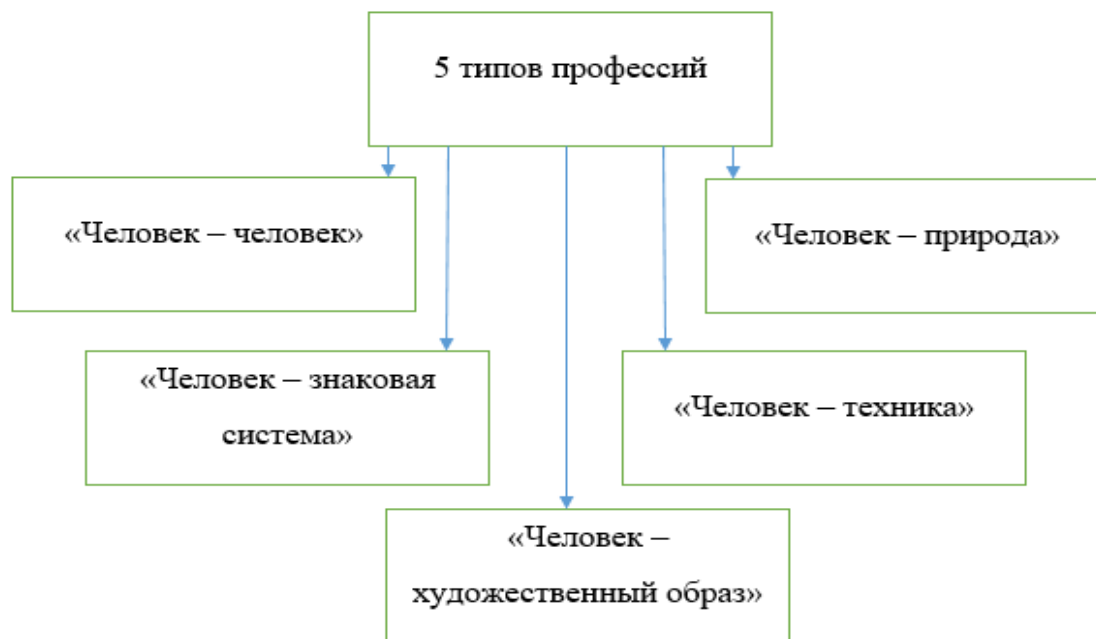 5 типов профессий
«Человек – человек»
«Человек – природа»
«Человек – знаковая
система»
«Человек – техника»
«Человек –
художественный образ»